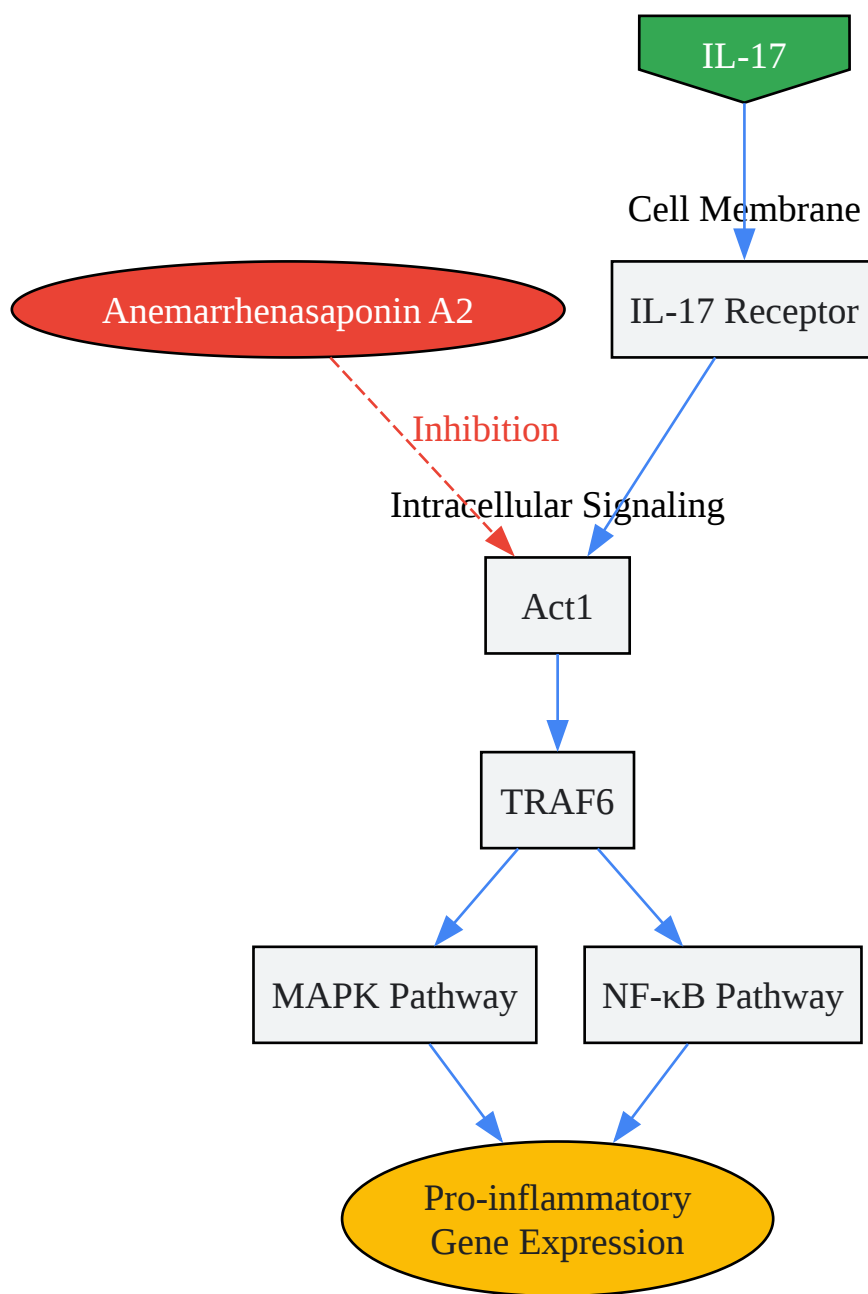 IL-17
Cell Membrane
Anemarrhenasaponin A2
IL-17 Receptor
Inhibition
Intracellular Signaling
Act1
TRAF6
MAPK Pathway
NF-κB Pathway
Pro-inflammatory
Gene Expression